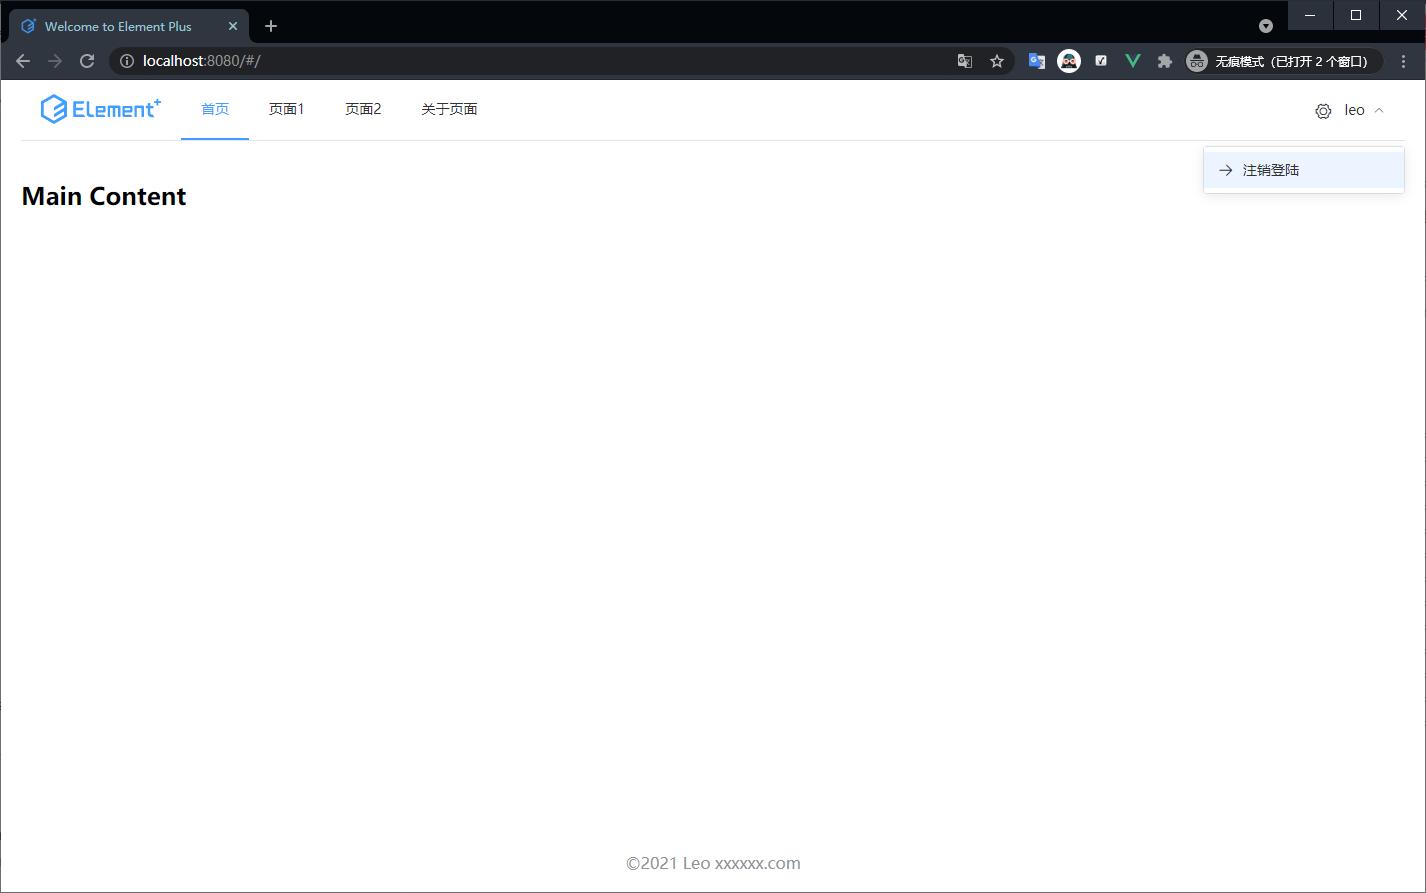 Welcome to Element Plus
localhost:8080/#/
无痕模式（已打开 2 个窗口）
Element+
首页
页面1
页面2
关于页面
leo
注销登陆
Main Content
©2021 Leo xxxxxx.com